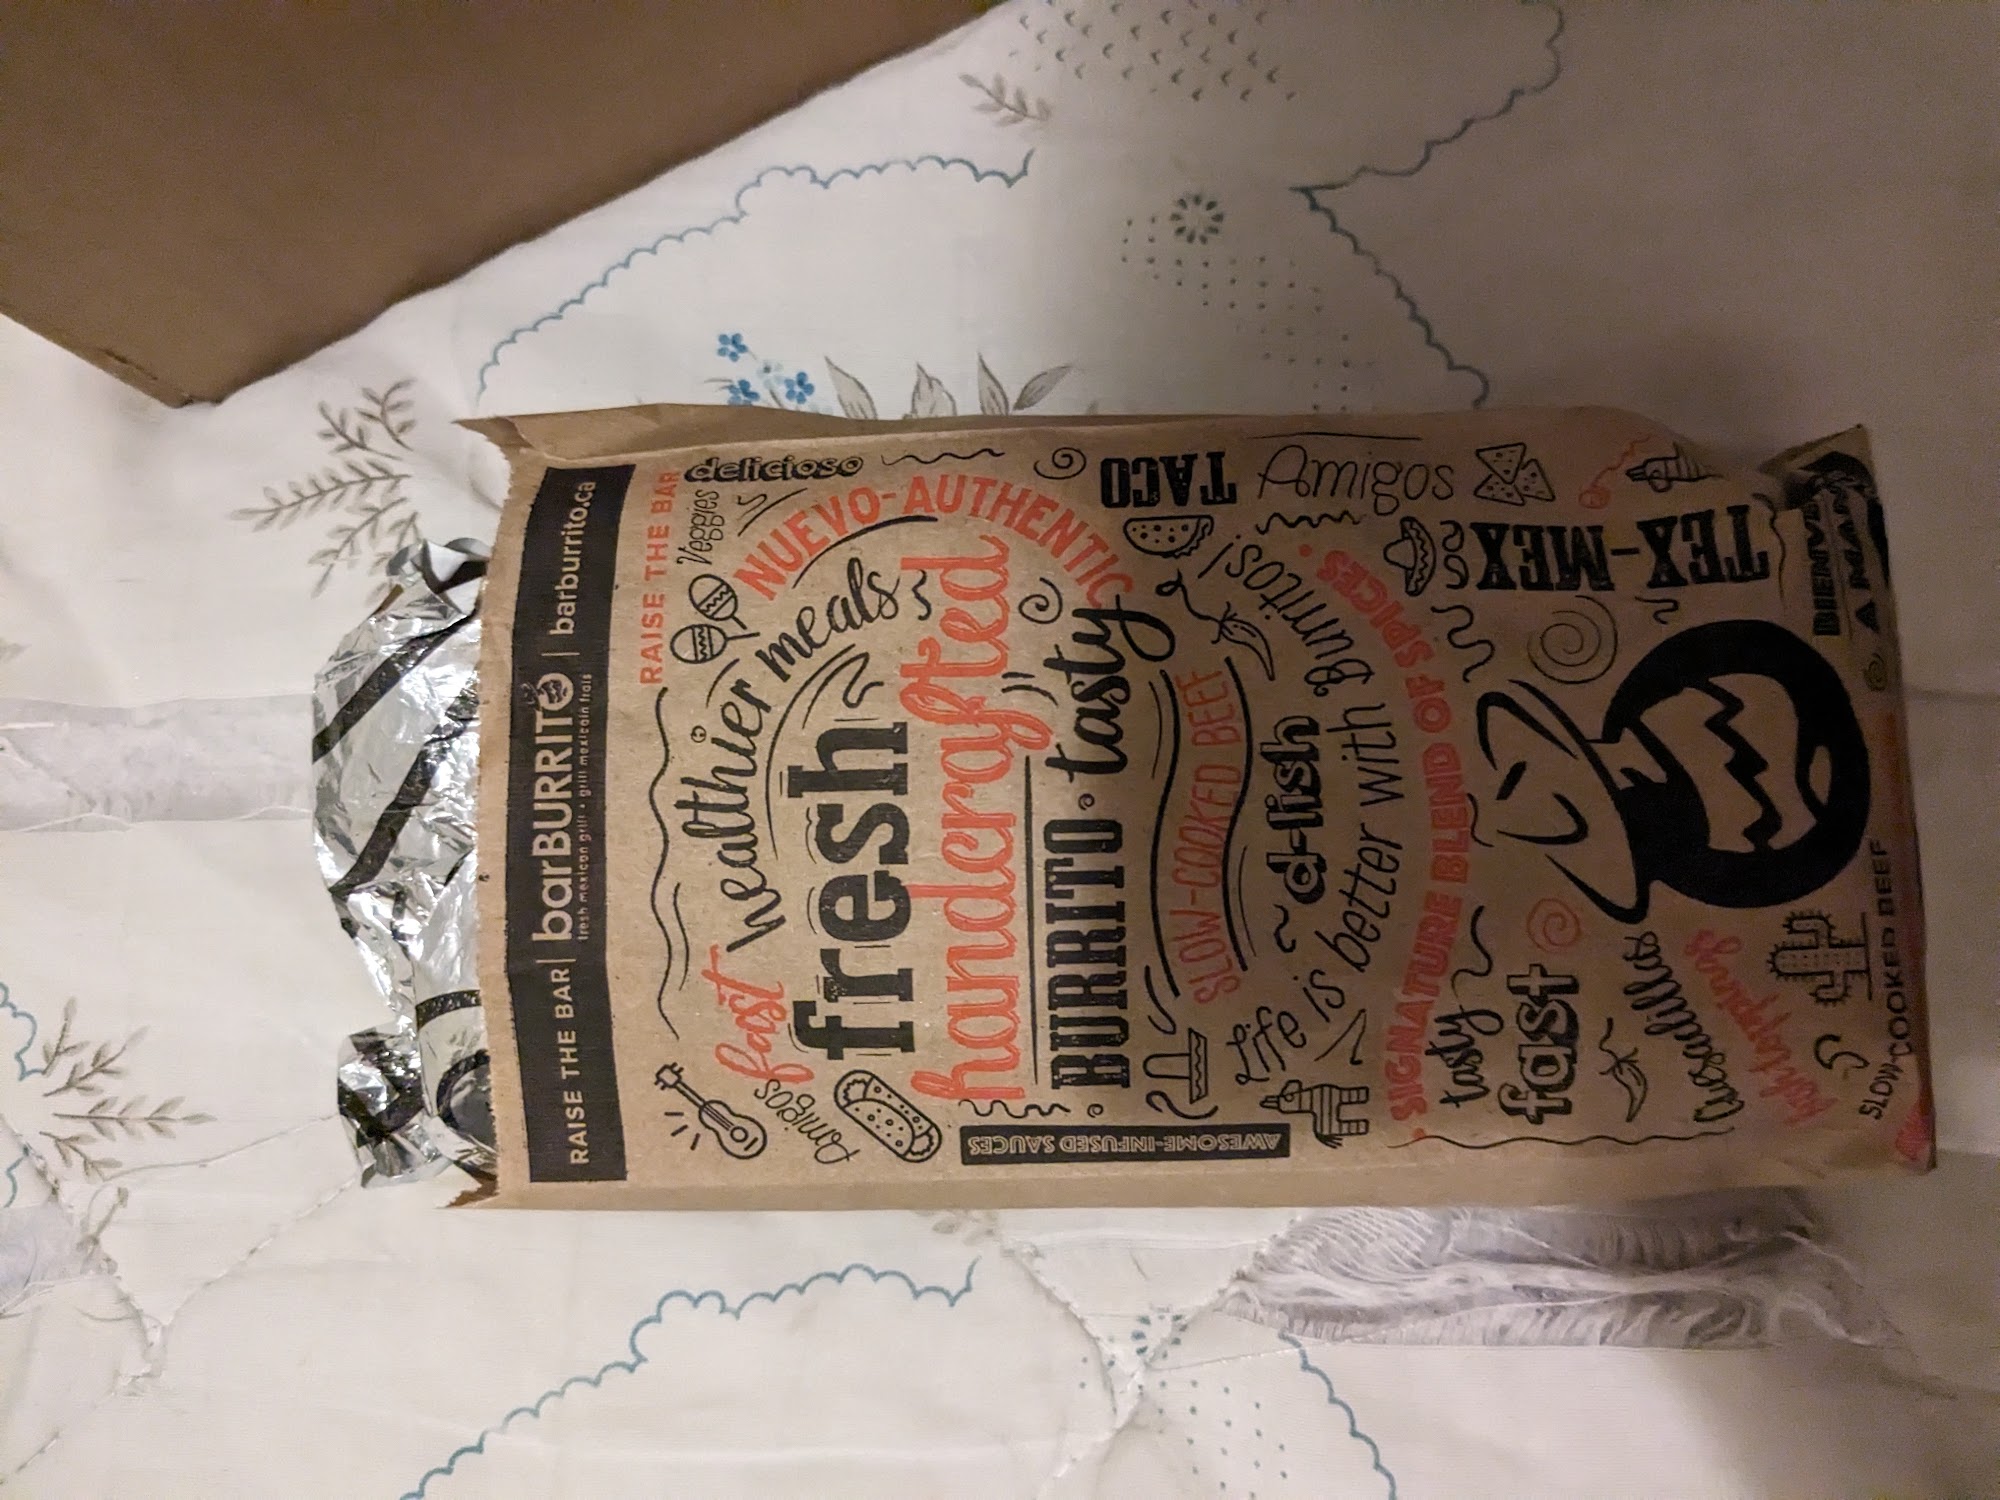 RAISE THE BAR | barBURRITO | barburrito.ca
fresh mexican grill • grill mexicain frais
RAISE THE BAR
delicioso
Veggies
NUEVO-AUTHENTIC
fast
wealthier meals
Amigos
fresh
handcrafted
BURRITO • tasty
TACO
AWESOME-INFUSED SAUCES
SLOW-COOKED BEEF
Amigos
d-lish
Life is better with Burritos!
• SIGNATURE BLEND OF SPICES •
tasty
TEX-MEX
fast
Quesadillas
toppings
SLOW COOKED BEEF